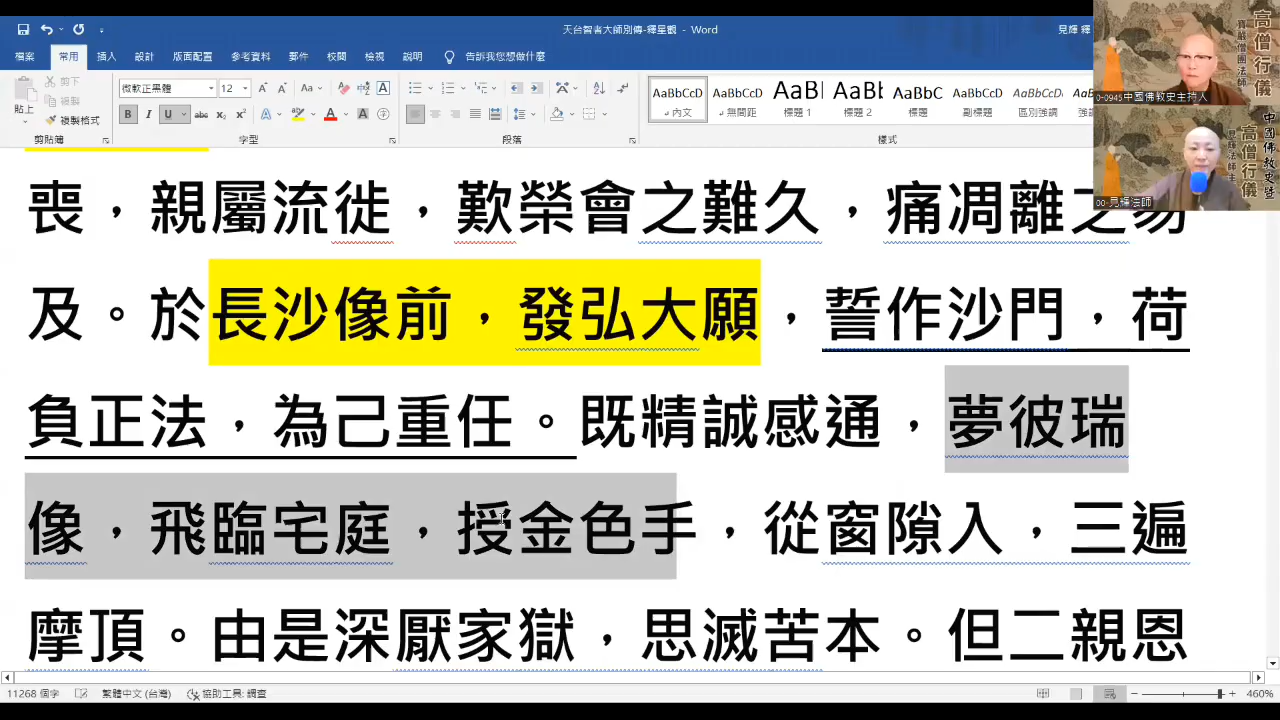 天台智者大師別傳-釋星觀 - Word
見輝 釋
檔案 常用 插入 設計 版面配置 參考資料 郵件 校閱 檢視 說明 告訴我您想做什麼
貼上
剪下
複製
複製格式
剪貼簿
微軟正黑體 12
字型
段落
AaBbCcD AaBbCcD AaBl AaBb AaBbC AaBbCcD AaBbCcD
內文 無間距 標題 1 標題 2 標題 副標題 區別強調
樣式
高僧行儀
0-0945中國佛教史主持人
中國佛教史暨
高僧行儀
00-見輝法師
喪，親屬流徙，歎榮會之難久，痛凋離之易
及。於長沙像前，發弘大願，誓作沙門，荷
負正法，為己重任。既精誠感通，夢彼瑞
像，飛臨宅庭，授金色手，從窗隙入，三遍
摩頂。由是深厭家獄，思滅苦本。但二親恩
11268 個字 繁體中文 (台灣) 協助工具: 調查 460%